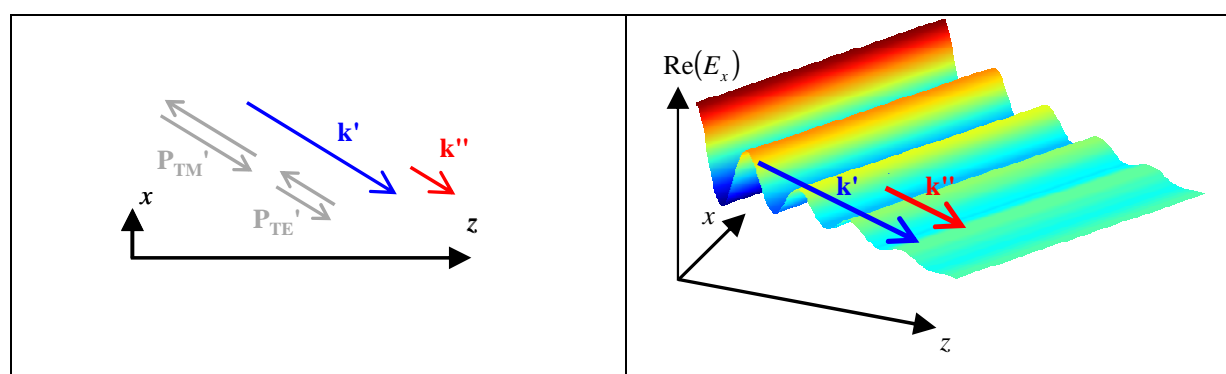 k'
k''
P_TM'
x
P_TE'
z
Re(E_x)
k'
k''
x
z